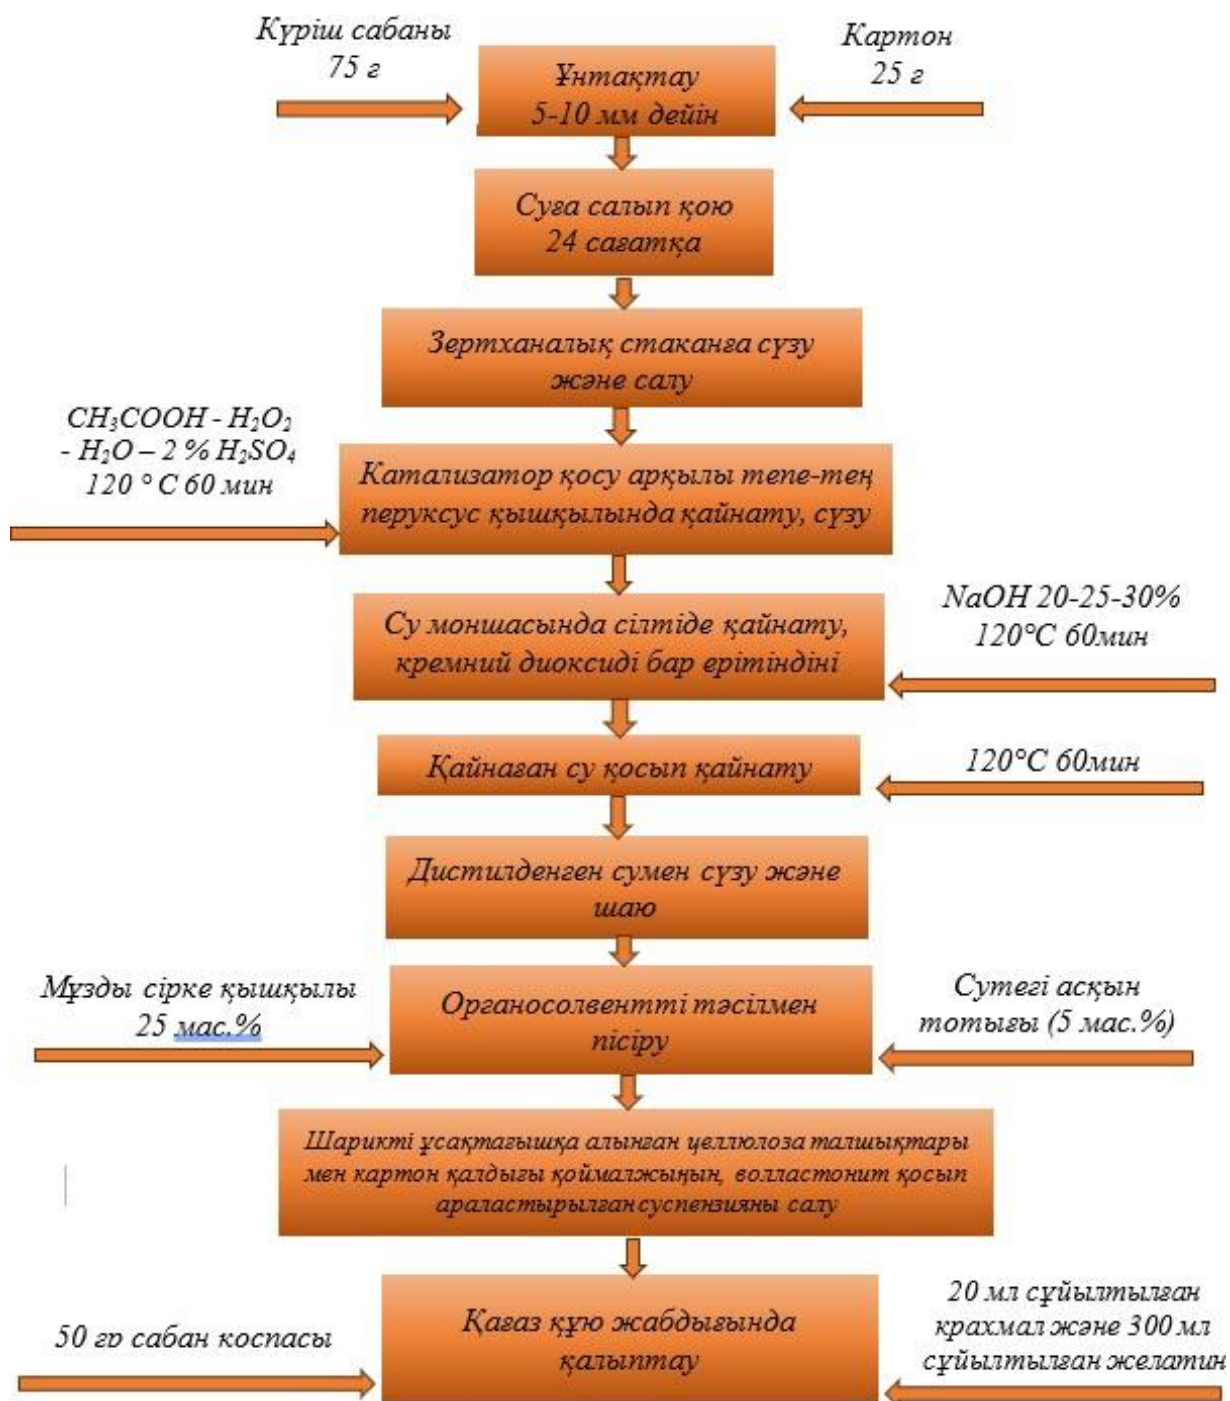 Күріш сабаны
75 г
Картон
25 г
Ұнтақтау
5-10 мм дейін
Суға салып қою
24 сағатқа
Зертханалық стаканға сүзу
және салу
CH₃COOH - H₂O₂
- H₂O – 2 % H₂SO₄
120 ° C 60 мин
Катализатор қосу арқылы тепе-тең
перуксус қышқылында қайнату, сүзу
NaOH 20-25-30%
120°C 60мин
Су моншасында сілтіде қайнату,
кремний диоксиді бар ерітіндіні
Қайнаған су қосып қайнату
120°C 60мин
Дистилденген сумен сүзу және
шаю
Мұзды сірке қышқылы
25 мас.%
Органосолвентті тәсілмен
пісіру
Сутегі асқын
тотығы (5 мас.%)
Шарикті ұсақтағышқа алынған целлюлоза талшықтары
мен картон қалдығы қоймалжыңын, волластонит қосып
араластырылған суспензияны салу
50 гр сабан коспасы
Қағаз құю жабдығында
қалыптау
20 мл сұйылтылған
крахмал және 300 мл
сұйылтылған желатин